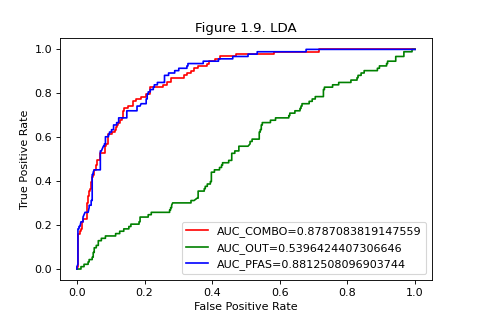 Figure 1.9. LDA
1.0
0.8
0.6
0.4
0.2
0.0
True Positive Rate
AUC_COMBO=0.8787083819147559
AUC_OUT=0.5396424407306646
AUC_PFAS=0.8812508096903744
0.0 0.2 0.4 0.6 0.8 1.0
False Positive Rate